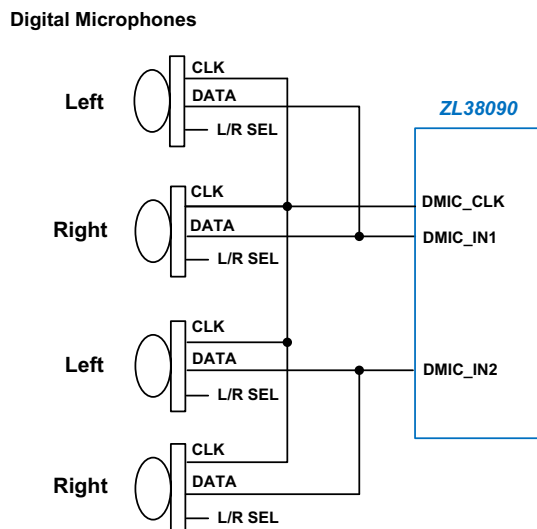 Digital Microphones
CLK
Left
DATA
L/R SEL
ZL38090
CLK
DMIC_CLK
Right
DATA
DMIC_IN1
L/R SEL
CLK
Left
DATA
DMIC_IN2
L/R SEL
CLK
Right
DATA
L/R SEL